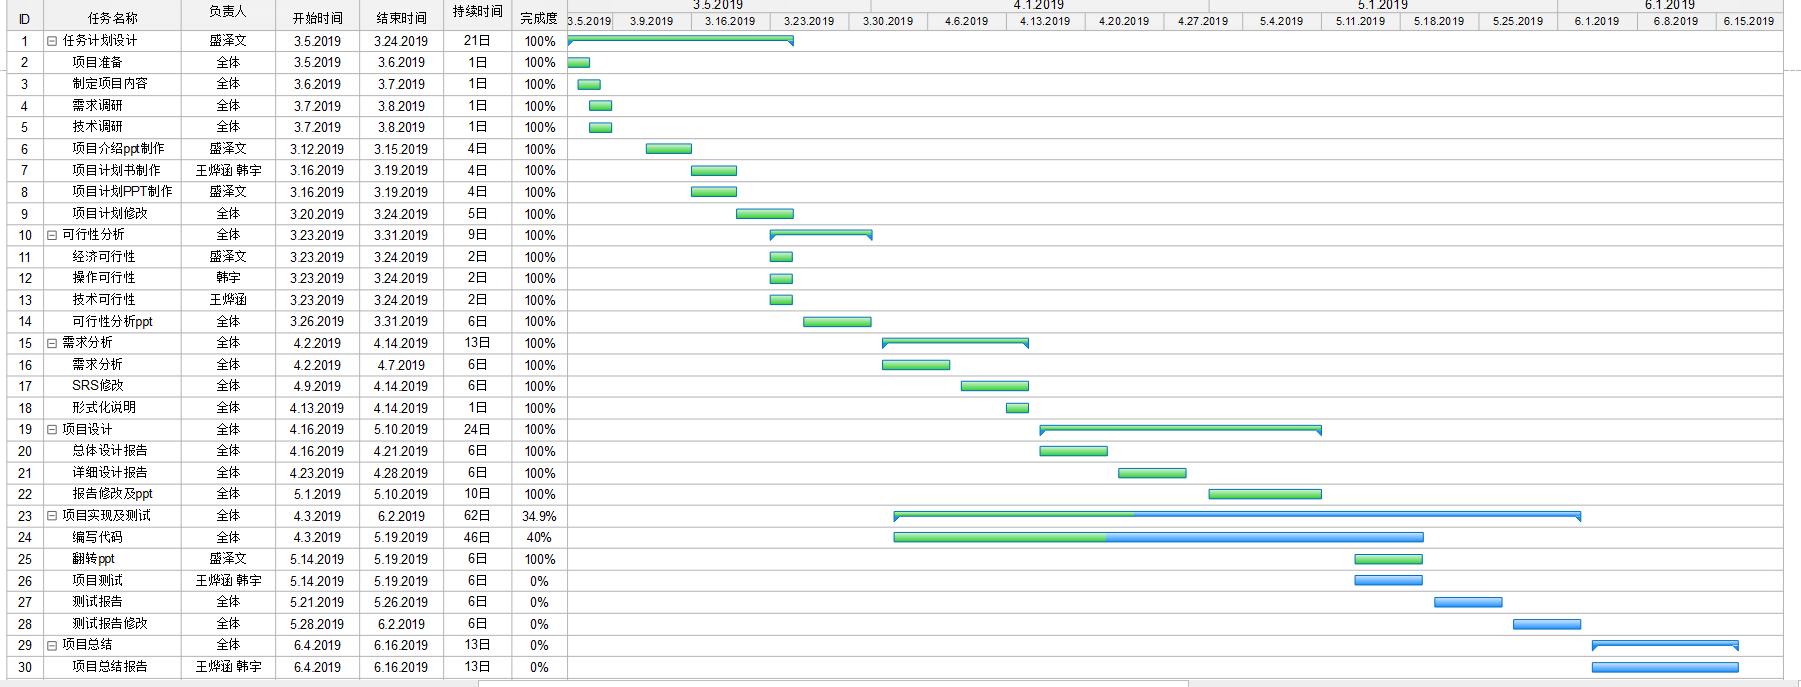 3.5.2019 4.1.2019 5.1.2019 6.1.2019
ID 任务名称 负责人 开始时间 结束时间 持续时间 完成度 3.5.2019 3.9.2019 3.16.2019 3.23.2019 3.30.2019 4.6.2019 4.13.2019 4.20.2019 4.27.2019 5.4.2019 5.11.2019 5.18.2019 5.25.2019 6.1.2019 6.8.2019 6.15.2019
1 任务计划设计 盛泽文 3.5.2019 3.24.2019 21日 100%
2 项目准备 全体 3.5.2019 3.6.2019 1日 100%
3 制定项目内容 全体 3.6.2019 3.7.2019 1日 100%
4 需求调研 全体 3.7.2019 3.8.2019 1日 100%
5 技术调研 全体 3.7.2019 3.8.2019 1日 100%
6 项目介绍ppt制作 盛泽文 3.12.2019 3.15.2019 4日 100%
7 项目计划书制作 王烨涵 韩宇 3.16.2019 3.19.2019 4日 100%
8 项目计划PPT制作 盛泽文 3.16.2019 3.19.2019 4日 100%
9 项目计划修改 全体 3.20.2019 3.24.2019 5日 100%
10 可行性分析 全体 3.23.2019 3.31.2019 9日 100%
11 经济可行性 盛泽文 3.23.2019 3.24.2019 2日 100%
12 操作可行性 韩宇 3.23.2019 3.24.2019 2日 100%
13 技术可行性 王烨涵 3.23.2019 3.24.2019 2日 100%
14 可行性分析ppt 全体 3.26.2019 3.31.2019 6日 100%
15 需求分析 全体 4.2.2019 4.14.2019 13日 100%
16 需求分析 全体 4.2.2019 4.7.2019 6日 100%
17 SRS修改 全体 4.9.2019 4.14.2019 6日 100%
18 形式化说明 全体 4.13.2019 4.14.2019 1日 100%
19 项目设计 全体 4.16.2019 5.10.2019 24日 100%
20 总体设计报告 全体 4.16.2019 4.21.2019 6日 100%
21 详细设计报告 全体 4.23.2019 4.28.2019 6日 100%
22 报告修改及ppt 全体 5.1.2019 5.10.2019 10日 100%
23 项目实现及测试 全体 4.3.2019 6.2.2019 62日 34.9%
24 编写代码 全体 4.3.2019 5.19.2019 46日 40%
25 翻转ppt 盛泽文 5.14.2019 5.19.2019 6日 100%
26 项目测试 王烨涵 韩宇 5.14.2019 5.19.2019 6日 0%
27 测试报告 全体 5.21.2019 5.26.2019 6日 0%
28 测试报告修改 全体 5.28.2019 6.2.2019 6日 0%
29 项目总结 全体 6.4.2019 6.16.2019 13日 0%
30 项目总结报告 王烨涵 韩宇 6.4.2019 6.16.2019 13日 0%